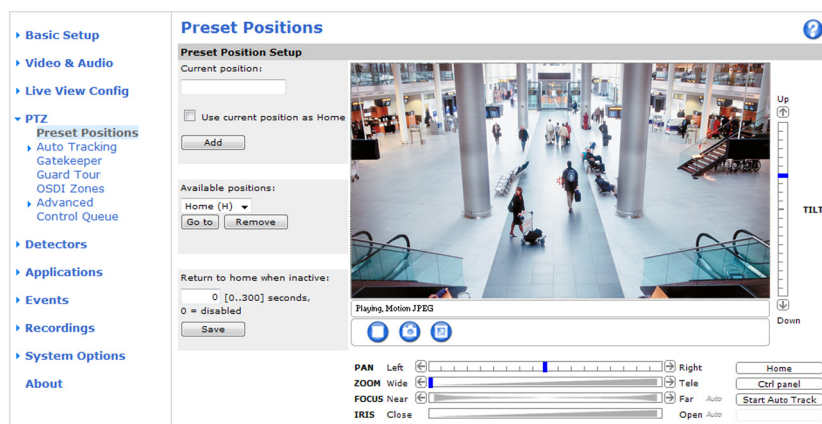 Basic Setup
Video & Audio
Live View Config
PTZ
Preset Positions
Auto Tracking
Gatekeeper
Guard Tour
OSDI Zones
Advanced
Control Queue
Detectors
Applications
Events
Recordings
System Options
About
Preset Positions
?
Preset Position Setup
Current position:
Use current position as Home
Add
Available positions:
Home (H)
Go to Remove
Return to home when inactive:
0 [0..300] seconds,
0 = disabled
Save
Up
TILT
Down
Playing, Motion JPEG
PAN Left Right Home
ZOOM Wide Tele Ctrl panel
FOCUS Near Far Auto Start Auto Track
IRIS Close Open Auto